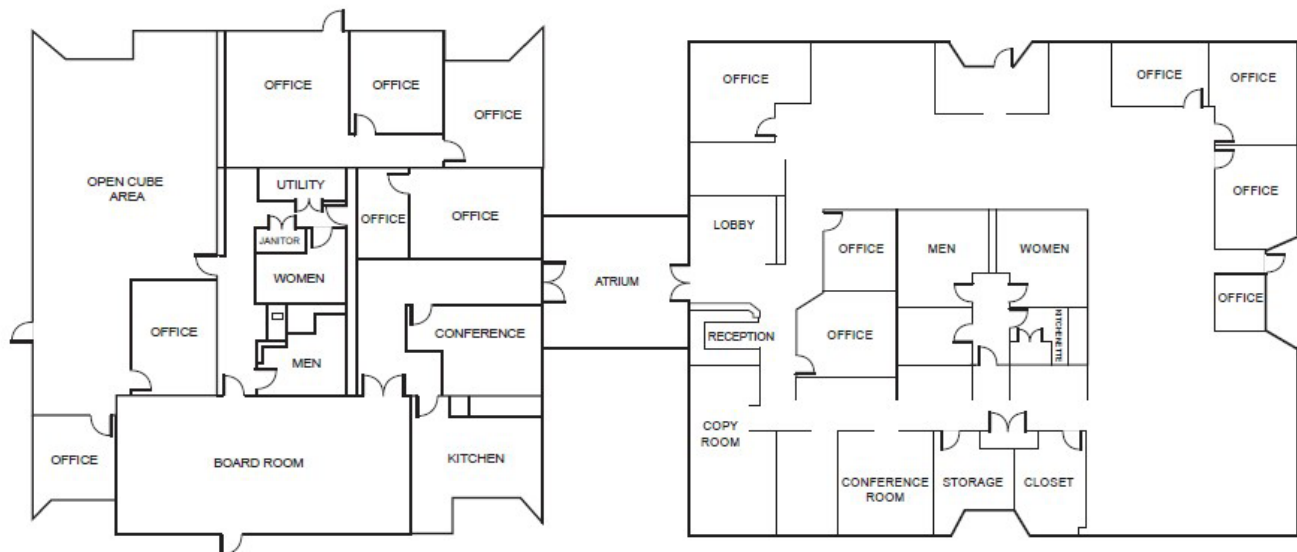 OFFICE
OFFICE
OFFICE
OPEN CUBE
AREA
UTILITY
OFFICE
OFFICE
JANITOR
WOMEN
OFFICE
MEN
CONFERENCE
OFFICE
BOARD ROOM
KITCHEN
ATRIUM
OFFICE
OFFICE
OFFICE
OFFICE
LOBBY
OFFICE
MEN
WOMEN
OFFICE
RECEPTION
OFFICE
KITCHENETTE
COPY
ROOM
CONFERENCE
ROOM
STORAGE
CLOSET